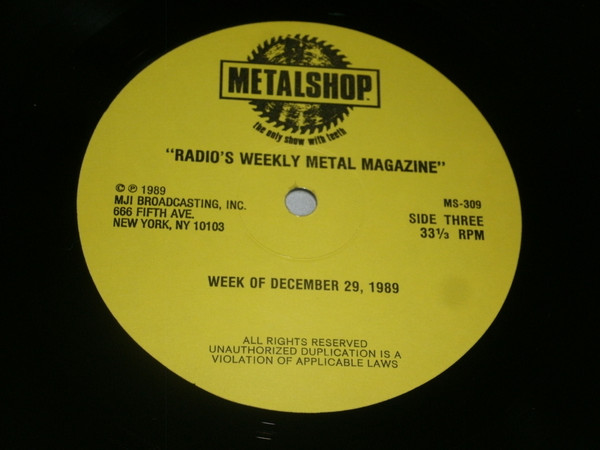 METALSHOP™
the only show with teeth
"RADIO'S WEEKLY METAL MAGAZINE"
© ℗ 1989
MJI BROADCASTING, INC.
666 FIFTH AVE.
NEW YORK, NY 10103
MS-309
SIDE THREE
33⅓ RPM
WEEK OF DECEMBER 29, 1989
ALL RIGHTS RESERVED
UNAUTHORIZED DUPLICATION IS A
VIOLATION OF APPLICABLE LAWS